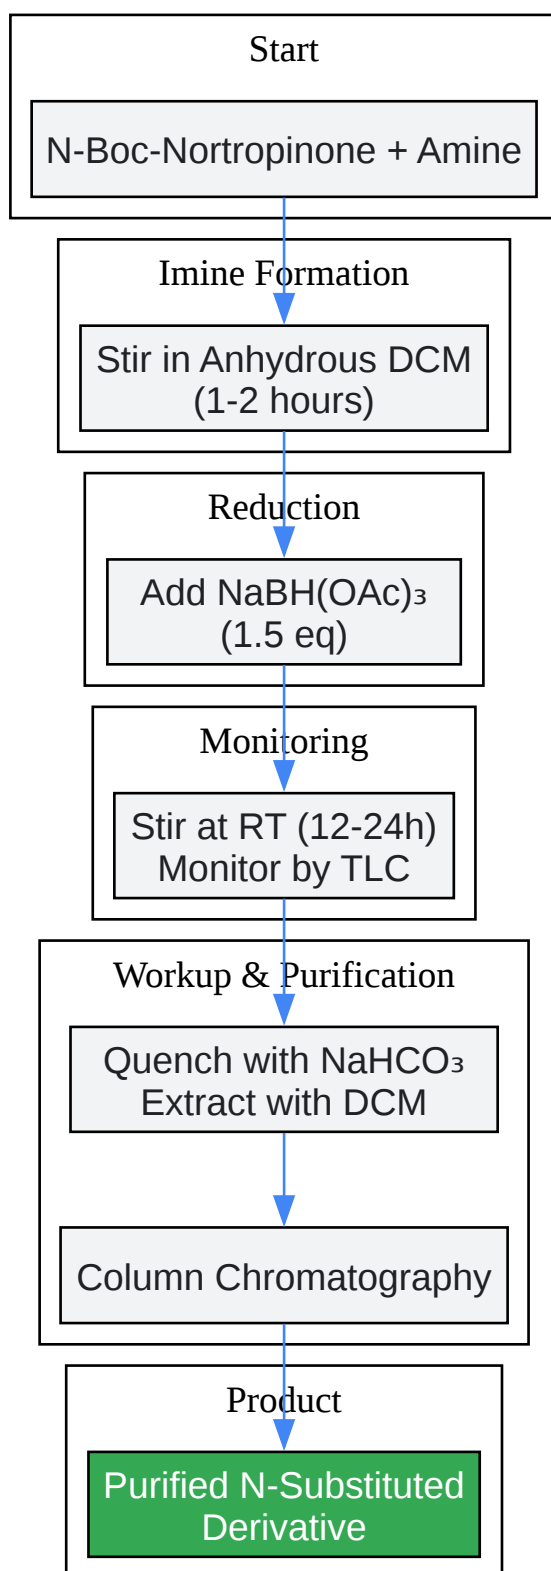 Start
N-Boc-Nortropinone + Amine
Imine Formation
Stir in Anhydrous DCM
(1-2 hours)
Reduction
Add NaBH(OAc)₃
(1.5 eq)
Monitoring
Stir at RT (12-24h)
Monitor by TLC
Workup & Purification
Quench with NaHCO₃
Extract with DCM
Column Chromatography
Product
Purified N-Substituted
Derivative